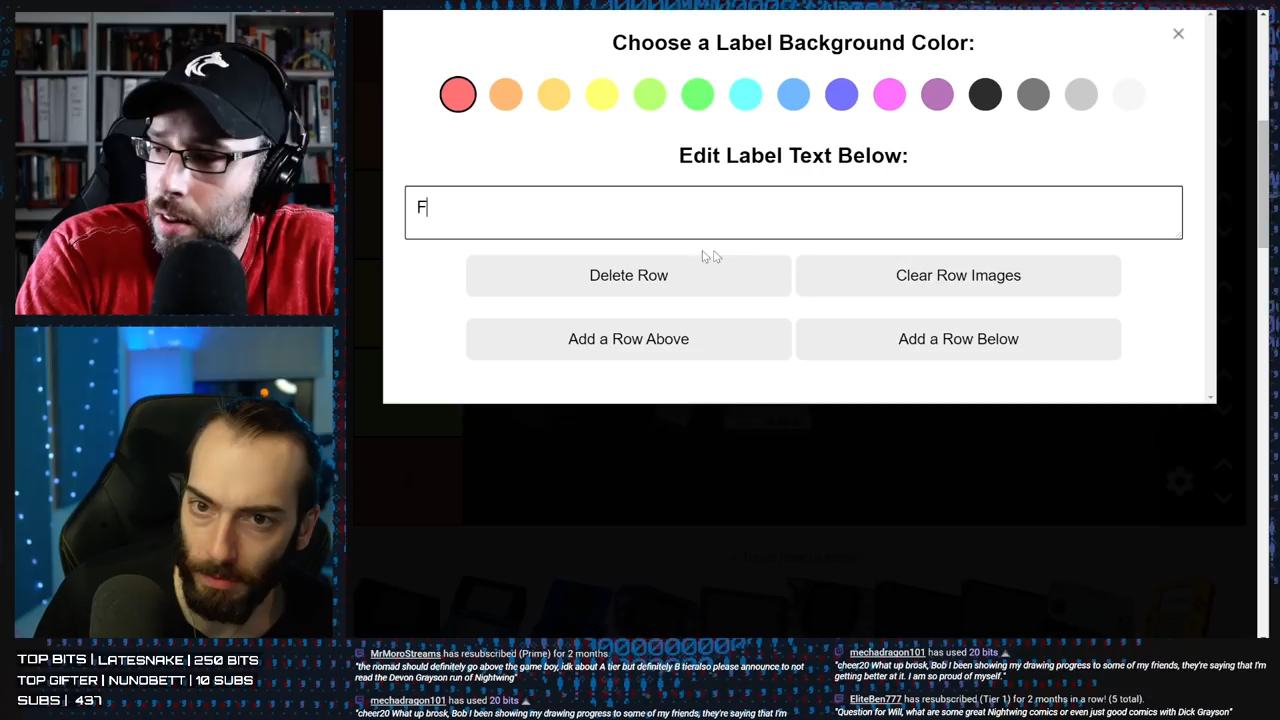 Choose a Label Background Color:
×
Edit Label Text Below:
F
Delete Row
Clear Row Images
Add a Row Above
Add a Row Below
TOP BITS | LATESNAKE | 250 BITS
TOP GIFTER | NUNOBETT | 10 SUBS
SUBS | 437
MrMoroStreams has resubscribed (Prime) for 2 months
"the nomad should definitely go above the game boy, idk about A tier but definitely B tieralso please announce to not
read the Devon Grayson run of Nightwing"
mechadragon101 has used 20 bits
"cheer20 What up brosk, Bob I been showing my drawing progress to some of my friends, they're saying that I'm
mechadragon101 has used 20 bits
"cheer20 What up brosk, Bob I been showing my drawing progress to some of my friends, they're saying that I'm
getting better at it. I am so proud of myself."
EliteBen777 has resubscribed (Tier 1) for 2 months in a row! (5 total).
"Question for Will, what are some great Nightwing comics or even just good comics with Dick Grayson"